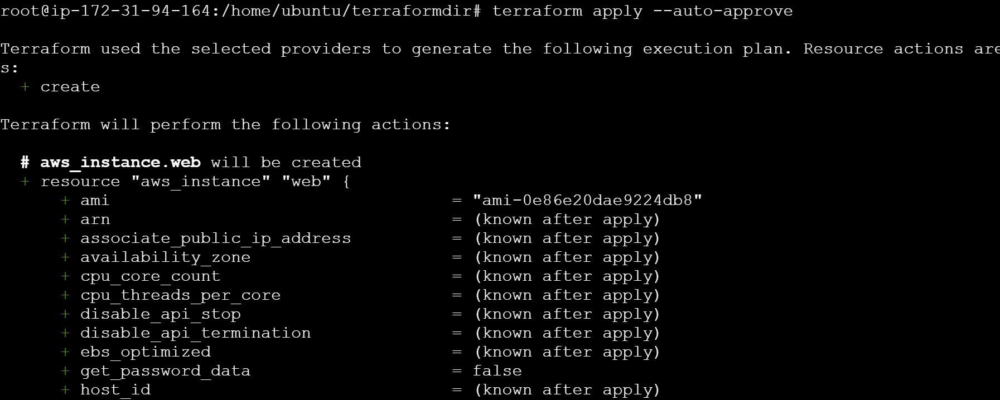 root@ip-172-31-94-164:/home/ubuntu/terraformdir# terraform apply --auto-approve
Terraform used the selected providers to generate the following execution plan. Resource actions are
s:
+ create
Terraform will perform the following actions:
# aws_instance.web will be created
+ resource "aws_instance" "web" {
+ ami = "ami-0e86e20dae9224db8"
+ arn = (known after apply)
+ associate_public_ip_address = (known after apply)
+ availability_zone = (known after apply)
+ cpu_core_count = (known after apply)
+ cpu_threads_per_core = (known after apply)
+ disable_api_stop = (known after apply)
+ disable_api_termination = (known after apply)
+ ebs_optimized = (known after apply)
+ get_password_data = false
+ host_id = (known after apply)